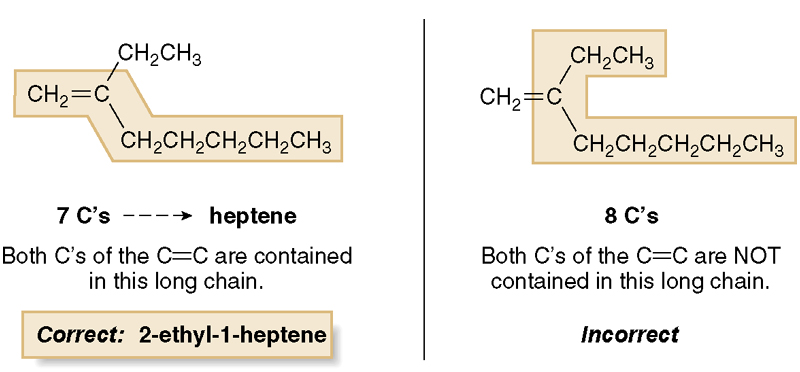 CH2CH3
CH2=C
CH2CH2CH2CH2CH3
7 C's ----→ heptene
Both C's of the C=C are contained
in this long chain.
Correct: 2-ethyl-1-heptene
CH2CH3
CH2=C
CH2CH2CH2CH2CH3
8 C's
Both C's of the C=C are NOT
contained in this long chain.
Incorrect